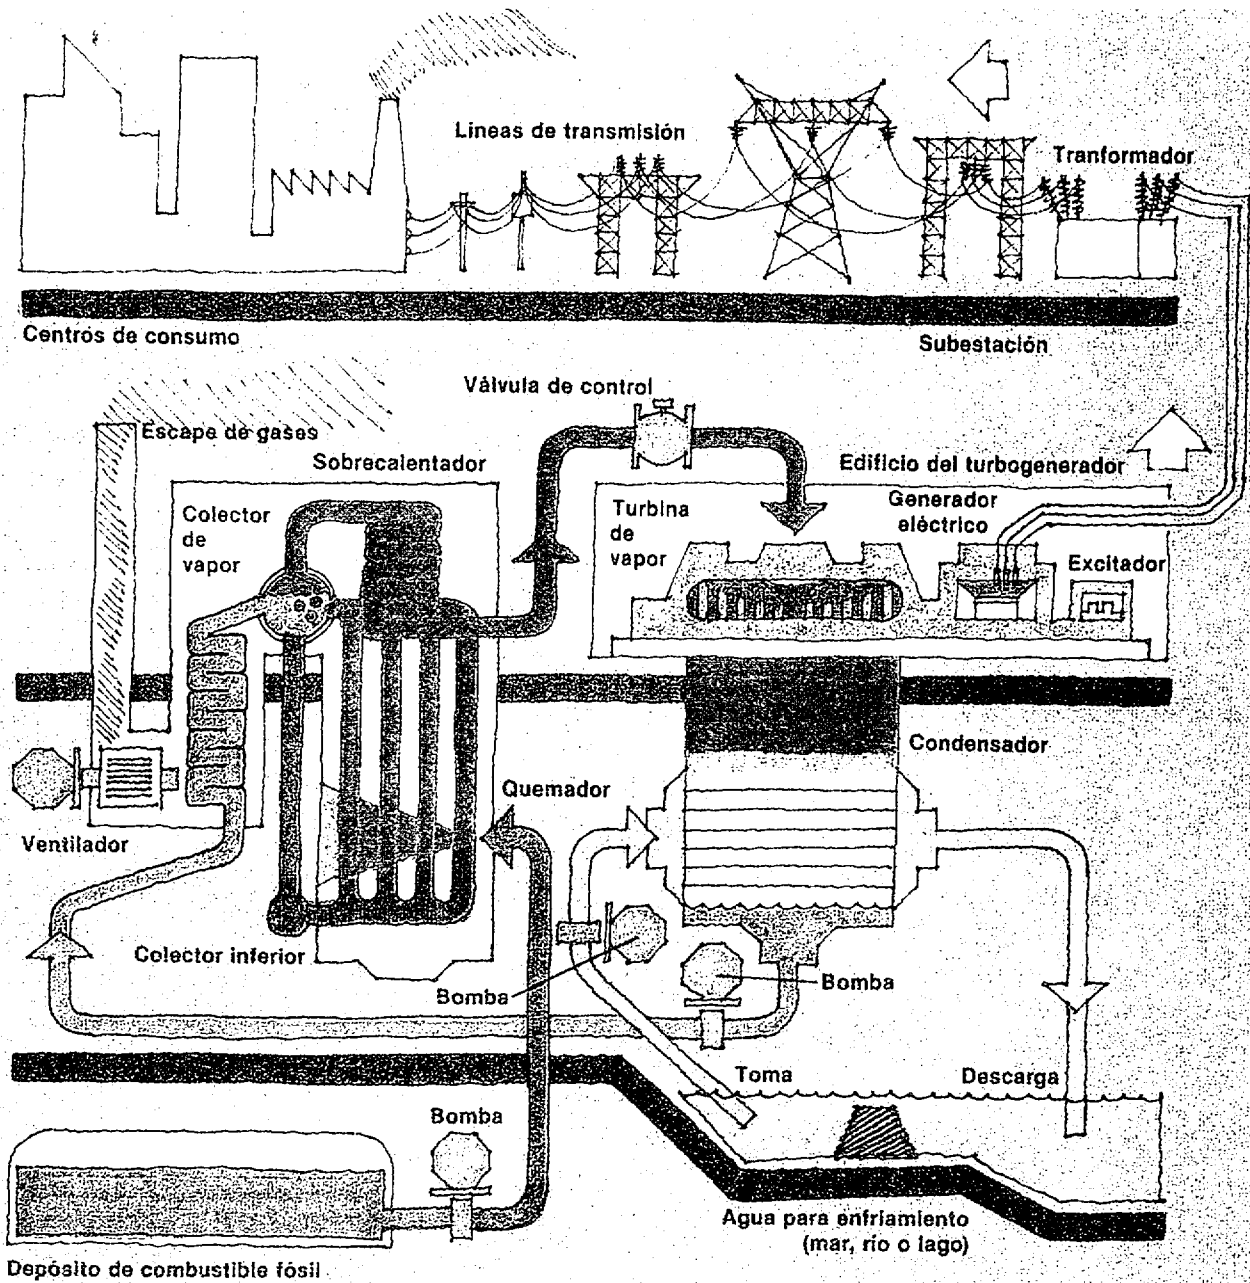 Líneas de transmisión
Tranformador
Centros de consumo
Subestación
Válvula de control
Escape de gases
Sobrecalentador
Edificio del turbogenerador
Colector
de
vapor
Turbina
de
vapor
Generador
eléctrico
Excitador
Condensador
Quemador
Ventilador
Colector inferior
Bomba
Bomba
Toma
Descarga
Bomba
Agua para enfriamiento
(mar, río o lago)
Depósito de combustible fósil